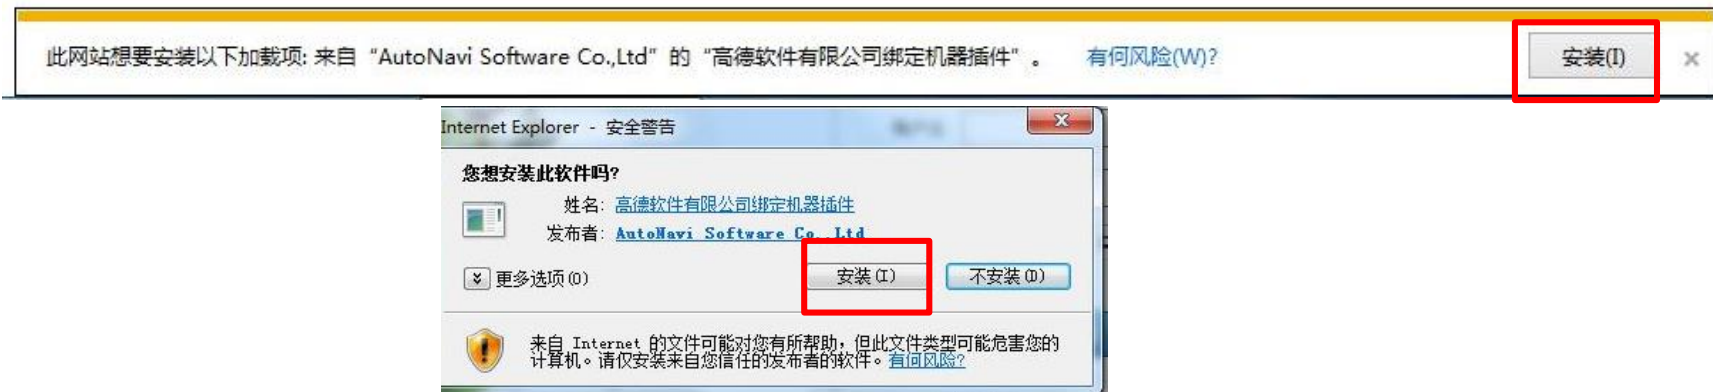 此网站想要安装以下加载项: 来自 “AutoNavi Software Co.,Ltd” 的 “高德软件有限公司绑定机器插件” 。 有何风险(W)? 安装(I) ×
Internet Explorer - 安全警告
您想安装此软件吗?
姓名: 高德软件有限公司绑定机器插件
发布者: AutoNavi Software Co.,Ltd
更多选项(O) 安装(I) 不安装(D)
来自 Internet 的文件可能对您有所帮助，但此文件类型可能危害您的
计算机。请仅安装来自您信任的发布者的软件。有何风险?